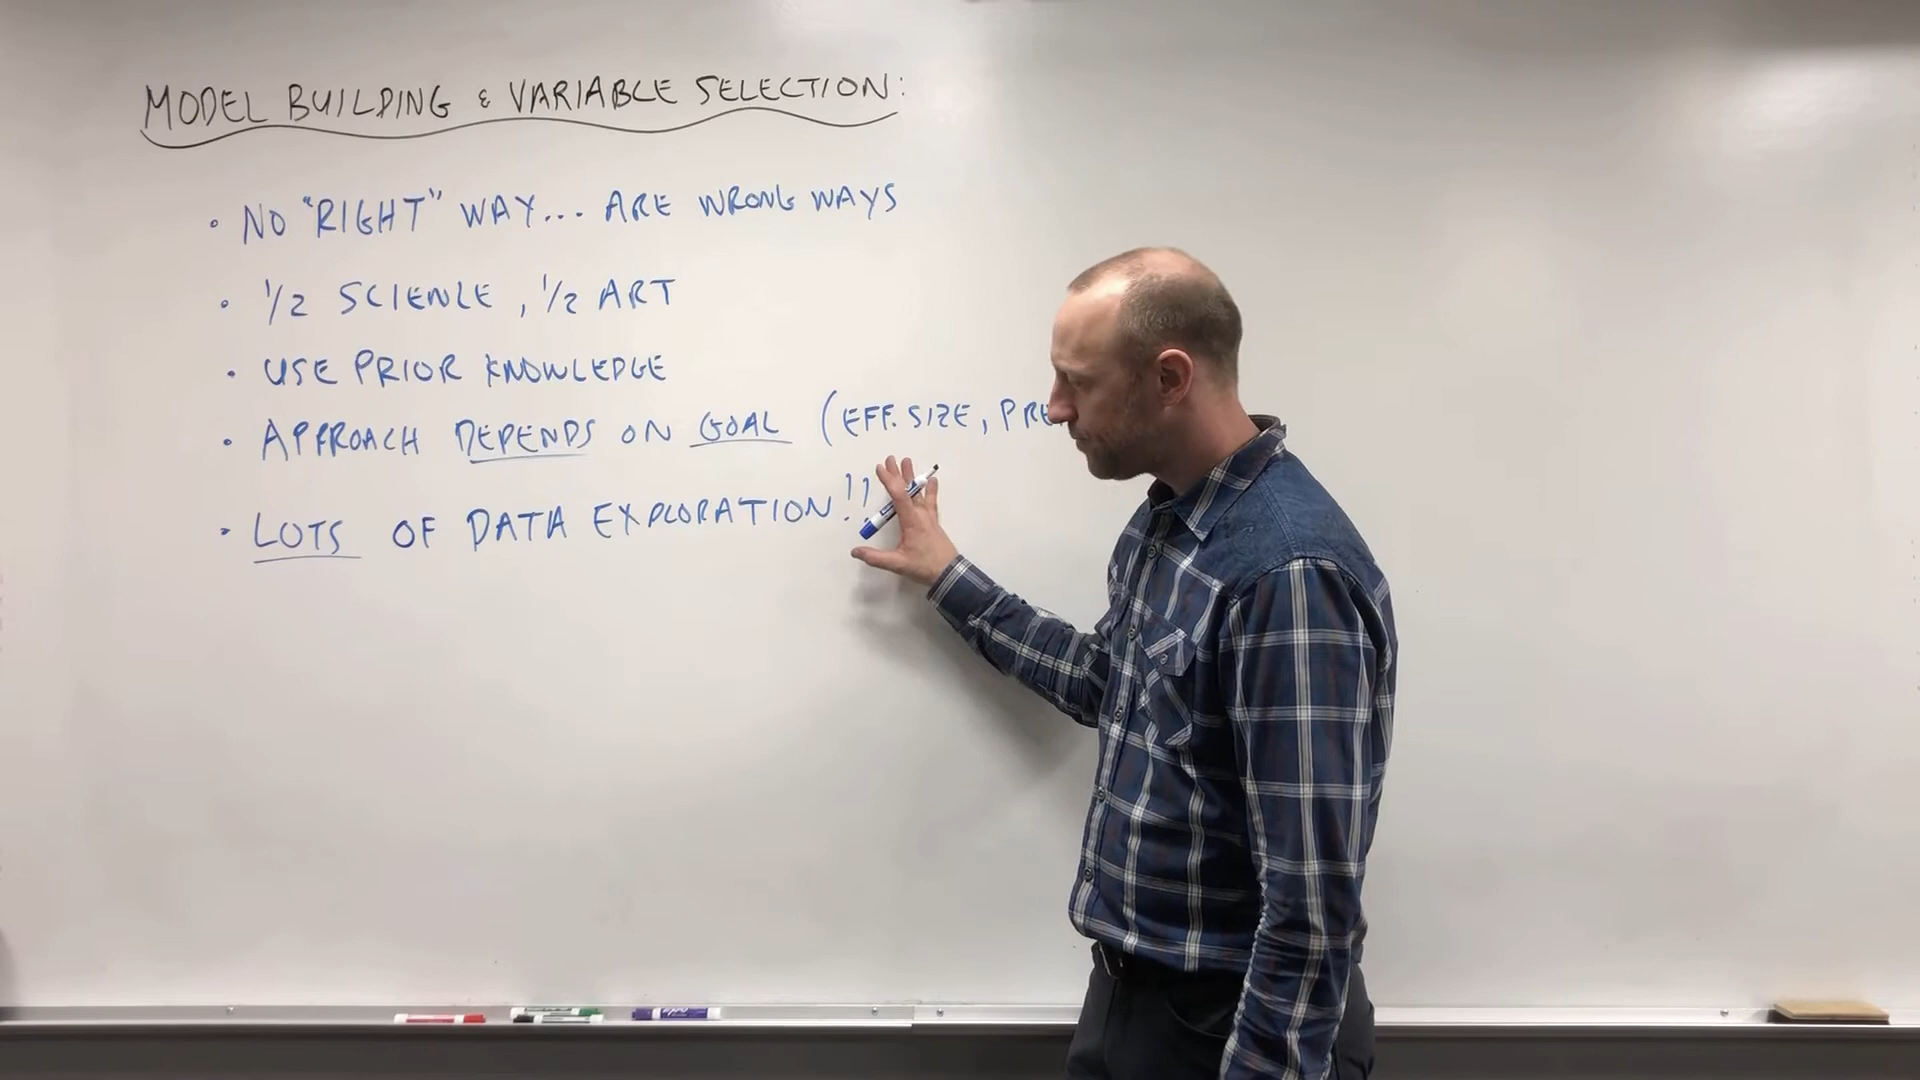 MODEL BUILDING & VARIABLE SELECTION:
• NO "RIGHT" WAY... ARE WRONG WAYS
• 1/2 SCIENCE, 1/2 ART
• USE PRIOR KNOWLEDGE
• APPROACH DEPENDS ON GOAL (EFF. SIZE, PRE
• LOTS OF DATA EXPLORATION!!